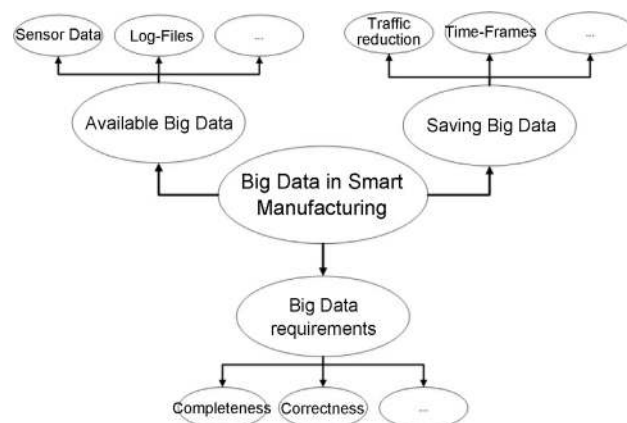 Sensor Data
Log-Files
...
Traffic
reduction
Time-Frames
...
Available Big Data
Saving Big Data
Big Data in Smart
Manufacturing
Big Data
requirements
Completeness
Correctness
...